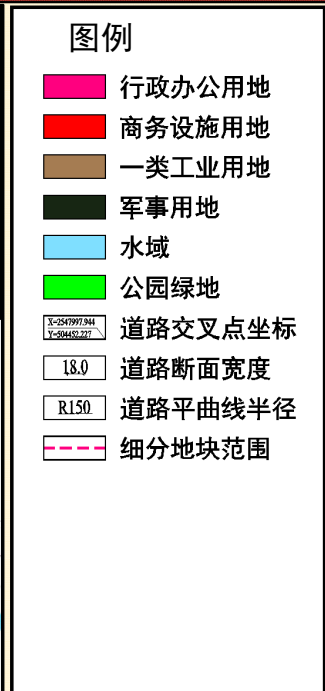 图例
行政办公用地
商务设施用地
一类工业用地
军事用地
水域
公园绿地
X=2547997.944
Y=504452.227
道路交叉点坐标
18.0
道路断面宽度
R150
道路平曲线半径
细分地块范围